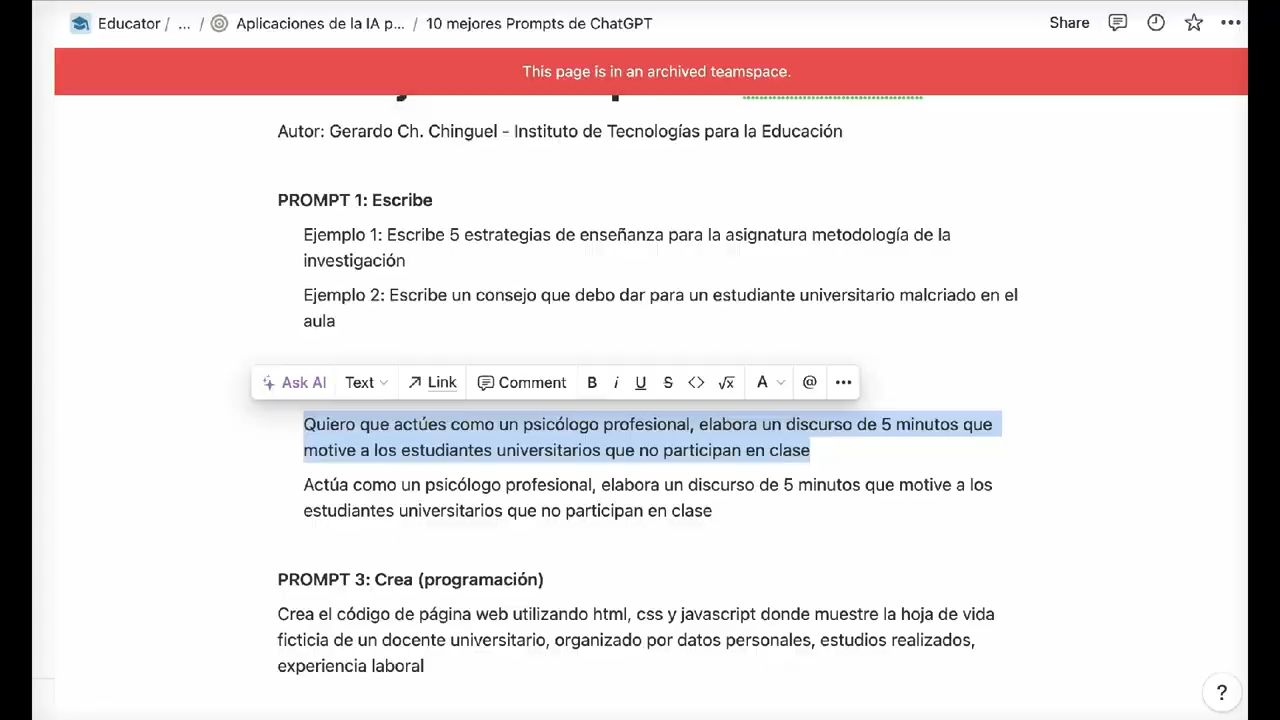 Educator / ... / Aplicaciones de la IA p... / 10 mejores Prompts de ChatGPT
Share
This page is in an archived teamspace.
Autor: Gerardo Ch. Chinguel - Instituto de Tecnologías para la Educación
PROMPT 1: Escribe
Ejemplo 1: Escribe 5 estrategias de enseñanza para la asignatura metodología de la
investigación
Ejemplo 2: Escribe un consejo que debo dar para un estudiante universitario malcriado en el
aula
Ask AI Text Link Comment B i U S <> √x A @ •••
Quiero que actúes como un psicólogo profesional, elabora un discurso de 5 minutos que
motive a los estudiantes universitarios que no participan en clase
Actúa como un psicólogo profesional, elabora un discurso de 5 minutos que motive a los
estudiantes universitarios que no participan en clase
PROMPT 3: Crea (programación)
Crea el código de página web utilizando html, css y javascript donde muestre la hoja de vida
ficticia de un docente universitario, organizado por datos personales, estudios realizados,
experiencia laboral
?